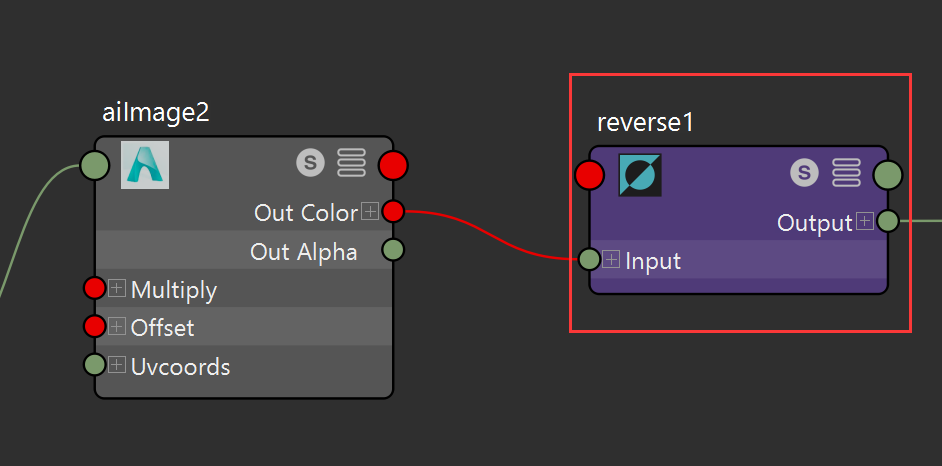 aiImage2
S
Out Color
Out Alpha
Multiply
Offset
Uvcoords
reverse1
S
Output
Input